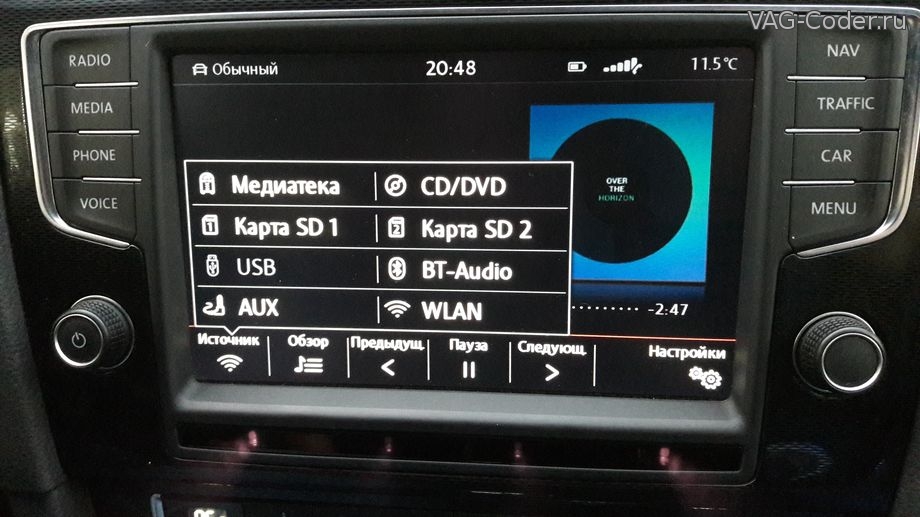 VAG-Coder.ru
RADIO
MEDIA
PHONE
VOICE
NAV
TRAFFIC
CAR
MENU
Обычный
20:48
11.5°C
Медиатека
CD/DVD
Карта SD 1
Карта SD 2
USB
BT-Audio
AUX
WLAN
OVER
THE
HORIZON
-2:47
Источник
Обзор
Предыдущ.
Пауза
Следующ.
Настройки